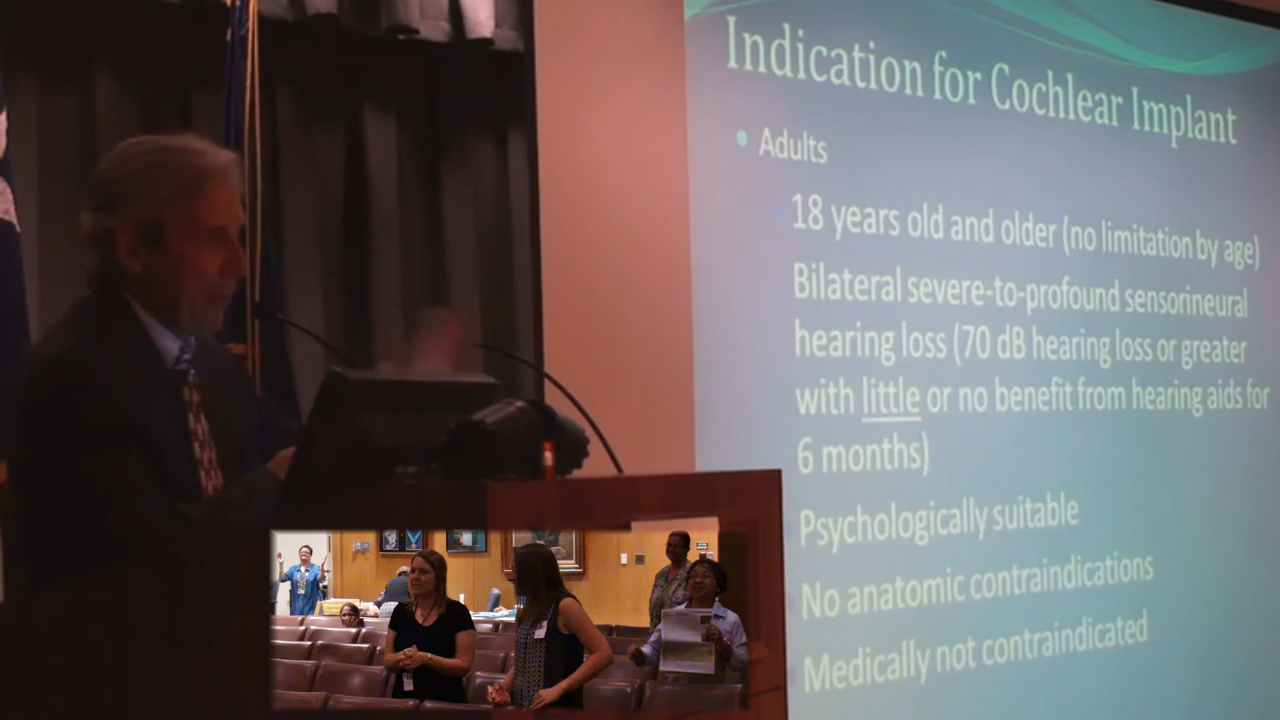 Indication for Cochlear Implant
Adults
18 years old and older (no limitation by age)
Bilateral severe-to-profound sensorineural
hearing loss (70 dB hearing loss or greater
with little or no benefit from hearing aids for
6 months)
Psychologically suitable
No anatomic contraindications
Medically not contraindicated